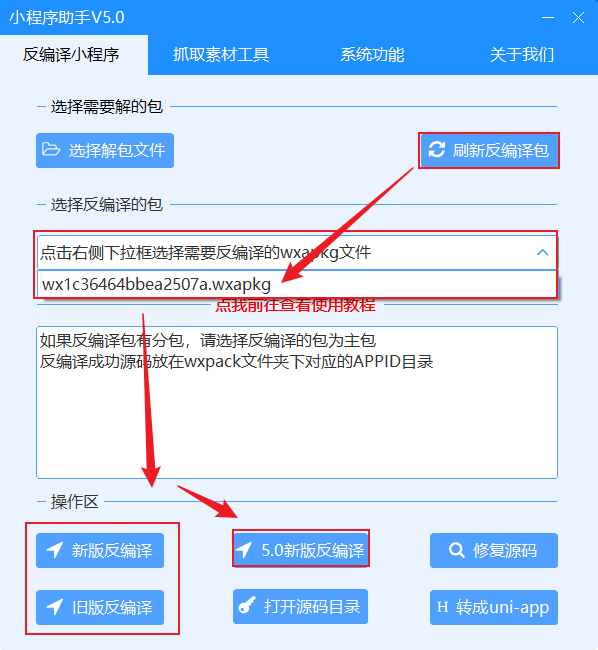 小程序助手V5.0
反编译小程序 抓取素材工具 系统功能 关于我们
选择需要解的包
选择解包文件 刷新反编译包
选择反编译的包
点击右侧下拉框选择需要反编译的wxapkg文件
wx1c36464bbea2507a.wxapkg
点我前往查看使用教程
如果反编译包有分包，请选择反编译的包为主包
反编译成功源码放在wxpack文件夹下对应的APPID目录
操作区
新版反编译 5.0新版反编译 修复源码
旧版反编译 打开源码目录 H 转成uni-app